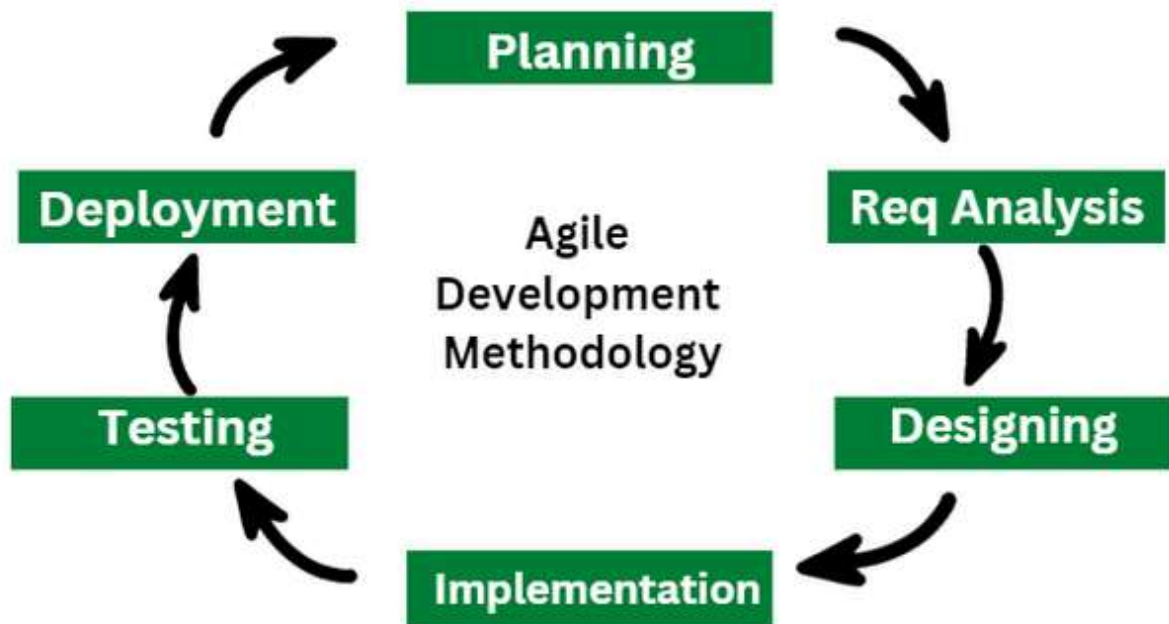 Planning
Req Analysis
Designing
Implementation
Testing
Deployment
Agile
Development
Methodology